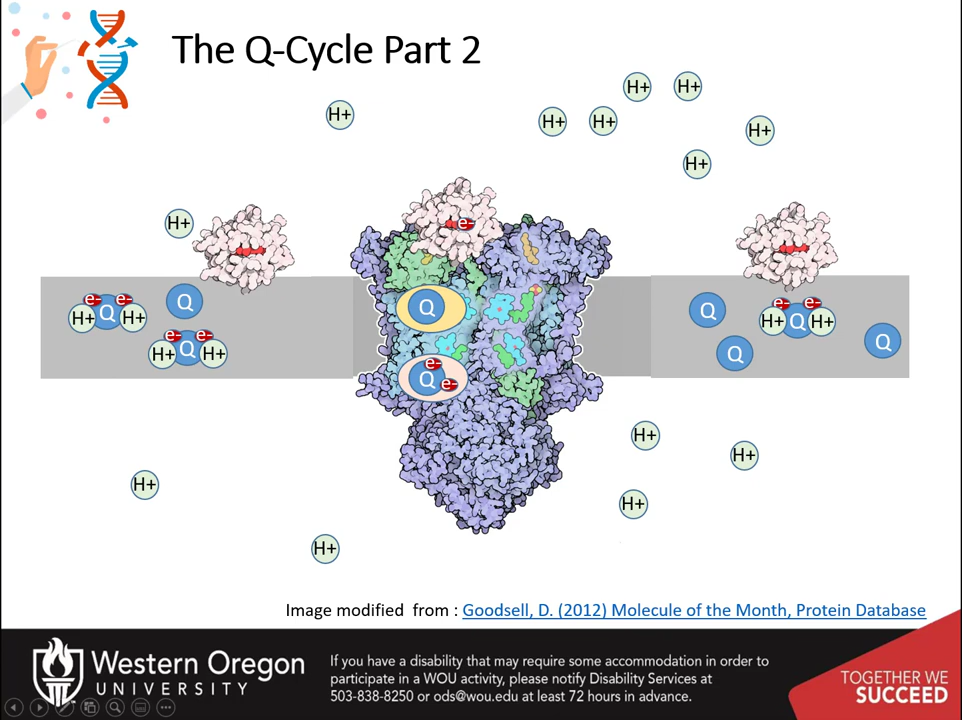 The Q-Cycle Part 2
H+
H+
H+
H+
H+
H+
H+
H+
H+
e-
e- e-
H+ Q H+
Q
e- e-
H+ Q H+
Q
Q e-
e-
Q
e- e-
H+ Q H+
Q
Q
H+
H+
H+
H+
H+
Image modified from : Goodsell, D. (2012) Molecule of the Month, Protein Database
Western Oregon
UNIVERSITY
If you have a disability that may require some accommodation in order to
participate in a WOU activity, please notify Disability Services at
503-838-8250 or ods@wou.edu at least 72 hours in advance.
TOGETHER WE
SUCCEED